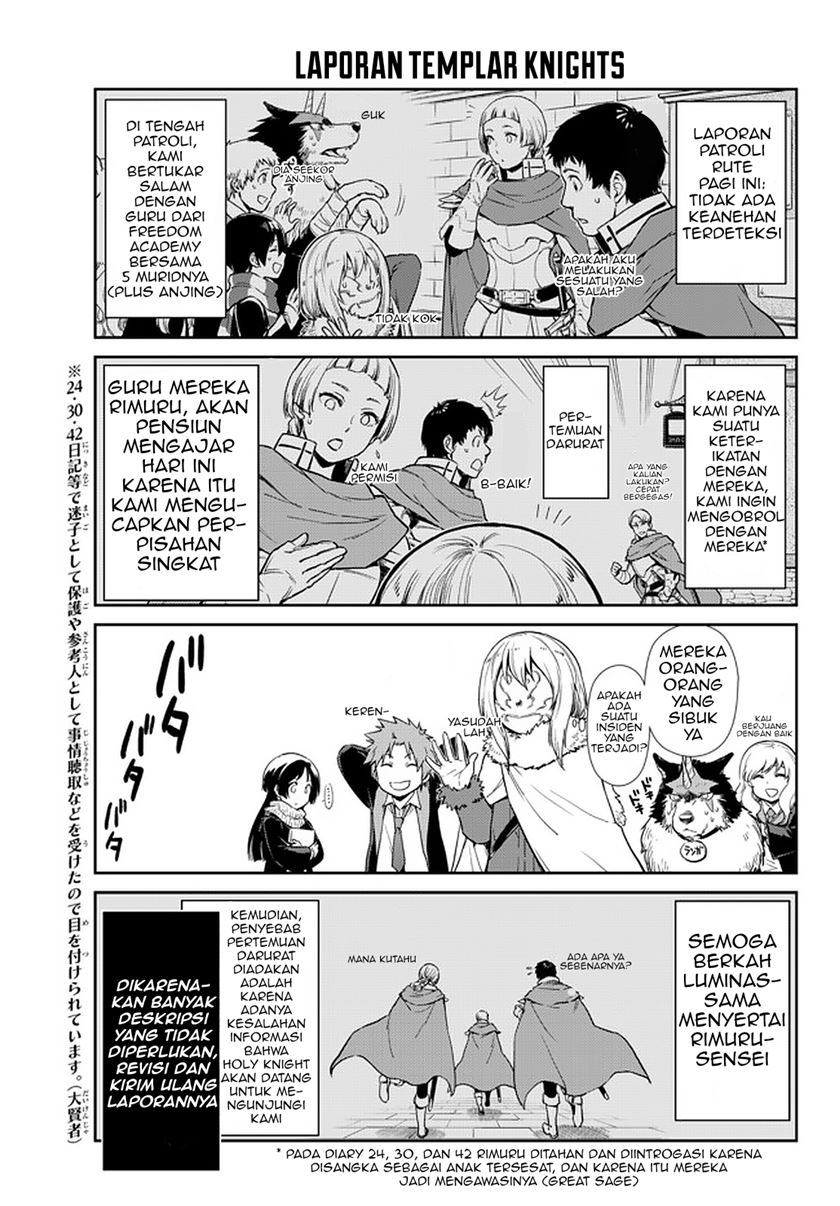 LAPORAN TEMPLAR KNIGHTS
LAPORAN
PATROLI
RUTE
PAGI INI:
TIDAK ADA
KEANEHAN
TERDETEKSI
APAKAH AKU
MELAKUKAN
SESUATU YANG
SALAH?
GUK
DIA SEEKOR
ANJING
TIDAK KOK
DI TENGAH
PATROLI,
KAMI
BERTUKAR
SALAM
DENGAN
GURU DARI
FREEDOM
ACADEMY
BERSAMA
5 MURIDNYA
(PLUS ANJING)
KARENA
KAMI PUNYA
SUATU
KETER-
IKATAN
DENGAN
MEREKA,
KAMI INGIN
MENGOBROL
DENGAN
MEREKA*
APA YANG
KALIAN
LAKUKAN?
CEPAT
BERGEGAS!
PER-
TEMUAN
DARURAT
B-BAIK!
KAMI
PERMISI
GURU MEREKA
RIMURU, AKAN
PENSIUN
MENGAJAR
HARI INI
KARENA ITU
KAMI MENGU-
CAPKAN PER-
PISAHAN
SINGKAT
KAU
BERJUANG
DENGAN BAIK
MEREKA
ORANG-
ORANG
YANG
SIBUK
YA
APAKAH
ADA
SUATU
INSIDEN
YANG
TERJADI?
ランガ
YASUDAH
LAH
KEREN-
バタ
バタ
SEMOGA
BERKAH
LUMINAS-
SAMA
MENYERTAI
RIMURU-
SENSEI
ADA APA YA
SEBENARNYA?
MANA KUTAHU
KEMUDIAN,
PENYEBAB
PERTEMUAN
DARURAT
DIADAKAN
ADALAH
KARENA
ADANYA
KESALAHAN
INFORMASI
BAHWA
HOLY KNIGHT
AKAN DATANG
UNTUK ME-
NGUNJUNGI
KAMI
DIKARENA-
KAN BANYAK
DESKRIPSI
YANG TIDAK
DIPERLUKAN,
REVISI DAN
KIRIM ULANG
LAPORANNYA
* PADA DIARY 24, 30, DAN 42 RIMURU DITAHAN DAN DIINTROGASI KARENA
DISANGKA SEBAGAI ANAK TERSESAT, DAN KARENA ITU MEREKA
JADI MENGAWASINYA (GREAT SAGE)
※24・30・42日記等で迷子として保護や参考人として事情聴取などを受けたので目を付けられています。(大賢者)